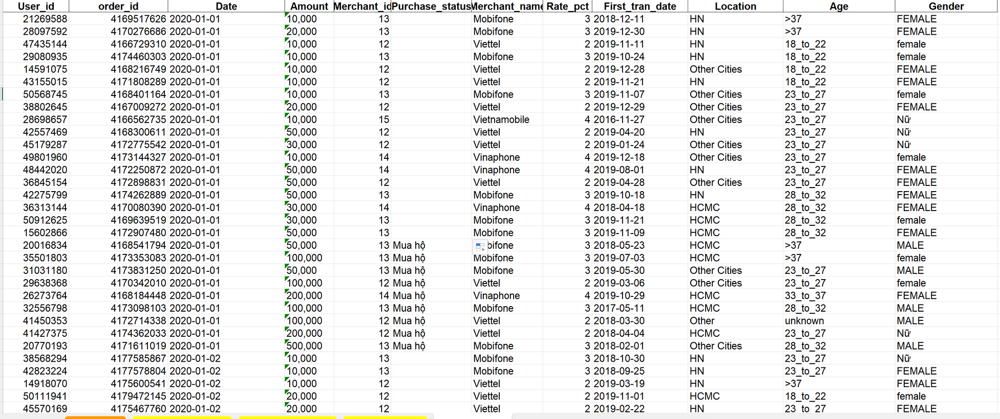 User_id order_id Date Amount Merchant_id Purchase_status Merchant_name Rate_pct First_tran_date Location Age Gender
21269588 4169517626 2020-01-01 10,000 13 Mobifone 3 2018-12-11 HN >37 FEMALE
28097592 4170276686 2020-01-01 20,000 13 Mobifone 3 2019-12-30 HN >37 FEMALE
47435144 4166729310 2020-01-01 10,000 12 Viettel 2 2019-11-11 HN 18_to_22 female
29080935 4174460303 2020-01-01 10,000 13 Mobifone 3 2019-10-24 HN 18_to_22 female
14591075 4168216749 2020-01-01 10,000 12 Viettel 2 2019-12-28 Other Cities 18_to_22 FEMALE
43155015 4171808289 2020-01-01 10,000 12 Viettel 2 2019-11-21 HN 18_to_22 FEMALE
50568745 4168401164 2020-01-01 10,000 13 Mobifone 3 2019-11-07 Other Cities 23_to_27 female
38802645 4167009272 2020-01-01 20,000 12 Viettel 2 2019-12-29 Other Cities 23_to_27 FEMALE
28698657 4166562735 2020-01-01 10,000 15 Vietnamobile 4 2016-11-27 Other Cities 23_to_27 Nữ
42557469 4168300611 2020-01-01 50,000 12 Viettel 2 2019-04-20 HN 23_to_27 Nữ
45179287 4172775542 2020-01-01 30,000 12 Viettel 2 2019-01-24 Other Cities 23_to_27 Nữ
49801960 4173144327 2020-01-01 10,000 14 Vinaphone 4 2019-12-18 Other Cities 23_to_27 female
48442020 4172250872 2020-01-01 50,000 14 Vinaphone 4 2019-08-01 HN 23_to_27 FEMALE
36845154 4172898831 2020-01-01 50,000 12 Viettel 2 2019-04-28 Other Cities 23_to_27 FEMALE
42275799 4174262889 2020-01-01 50,000 13 Mobifone 3 2019-10-18 HN 28_to_32 FEMALE
36313144 4170080390 2020-01-01 30,000 14 Vinaphone 4 2018-04-18 HCMC 28_to_32 FEMALE
50912625 4169639519 2020-01-01 30,000 13 Mobifone 3 2019-11-21 HCMC 28_to_32 female
15602866 4172907480 2020-01-01 50,000 13 Mobifone 3 2019-11-09 HCMC 28_to_32 FEMALE
20016834 4168541794 2020-01-01 50,000 13 Mua hộ bifone 3 2018-05-23 HCMC >37 MALE
35501803 4173353083 2020-01-01 100,000 13 Mua hộ Mobifone 3 2019-07-03 HCMC >37 female
31031180 4173831250 2020-01-01 50,000 13 Mua hộ Mobifone 3 2019-05-30 Other Cities 23_to_27 MALE
29638368 4170342010 2020-01-01 100,000 12 Mua hộ Viettel 2 2019-03-06 Other Cities 23_to_27 female
26273764 4168184448 2020-01-01 200,000 14 Mua hộ Vinaphone 4 2019-10-29 HCMC 33_to_37 FEMALE
32556798 4173098103 2020-01-01 100,000 13 Mua hộ Mobifone 3 2017-05-11 HCMC 28_to_32 MALE
41450353 4172714338 2020-01-01 100,000 12 Mua hộ Viettel 2 2018-03-30 Other unknown MALE
41427375 4174362033 2020-01-01 200,000 12 Mua hộ Viettel 2 2018-04-04 HCMC 23_to_27 Nữ
20770193 4171611019 2020-01-01 500,000 13 Mua hộ Mobifone 3 2018-02-01 Other Cities 28_to_32 MALE
38568294 4177585867 2020-01-02 10,000 13 Mobifone 3 2018-10-30 HN 23_to_27 Nữ
42823224 4177578804 2020-01-02 10,000 13 Mobifone 3 2018-09-25 HN 23_to_27 FEMALE
14918070 4175600541 2020-01-02 10,000 12 Viettel 2 2019-03-19 HN >37 FEMALE
50111941 4179472145 2020-01-02 20,000 12 Viettel 2 2019-11-01 HCMC 18_to_22 female
45570169 4175467760 2020-01-02 20,000 12 Viettel 2 2019-02-22 HN 23_to_27 FEMALE